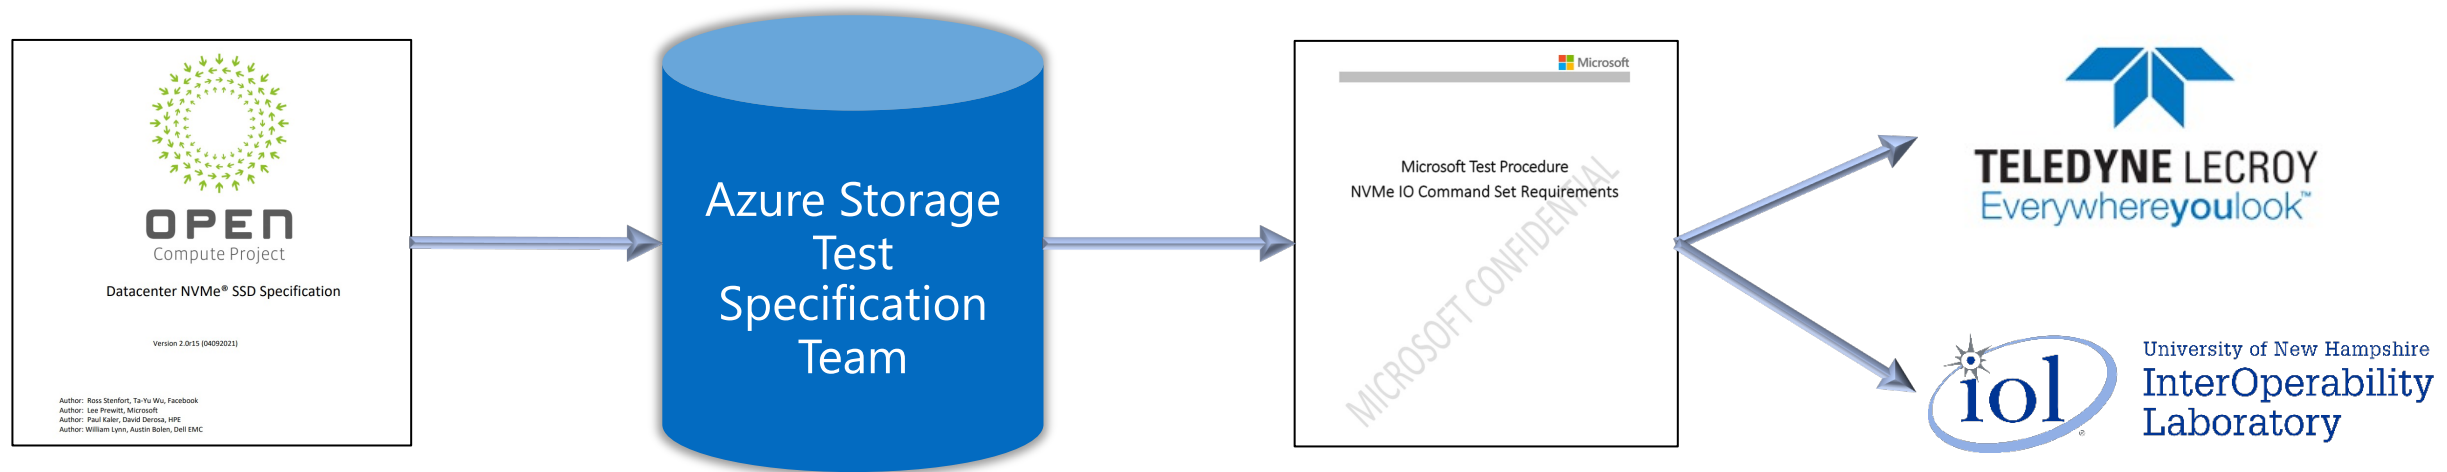 OPEN
Compute Project
Datacenter NVMe® SSD Specification
Version 2.0r15 (04092021)
Author: Ross Stenfort, Ta-Yu Wu, Facebook
Author: Lee Prewitt, Microsoft
Author: Paul Kaler, David Derosa, HPE
Author: William Lynn, Austin Bolen, Dell EMC
Azure Storage
Test
Specification
Team
Microsoft
Microsoft Test Procedure
NVMe IO Command Set Requirements
MICROSOFT CONFIDENTIAL
TELEDYNE LECROY
Everywhereyoulook™
iol
®
University of New Hampshire
InterOperability
Laboratory